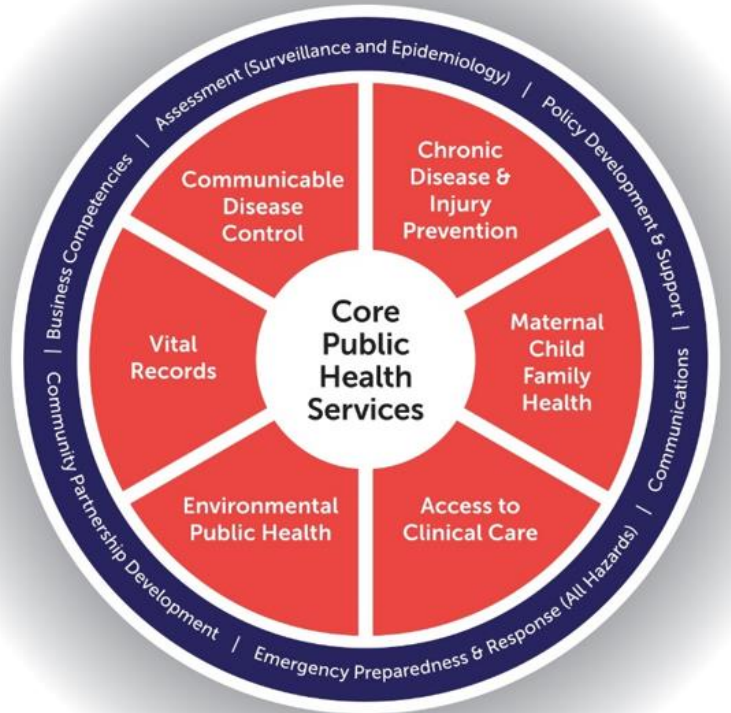 Assessment (Surveillance and Epidemiology) | Policy Development & Support | Communications | Emergency Preparedness & Response (All Hazards) | Community Partnership Development | Business Competencies |
Core
Public
Health
Services
Chronic
Disease &
Injury
Prevention
Maternal
Child
Family
Health
Access to
Clinical Care
Environmental
Public Health
Vital
Records
Communicable
Disease
Control